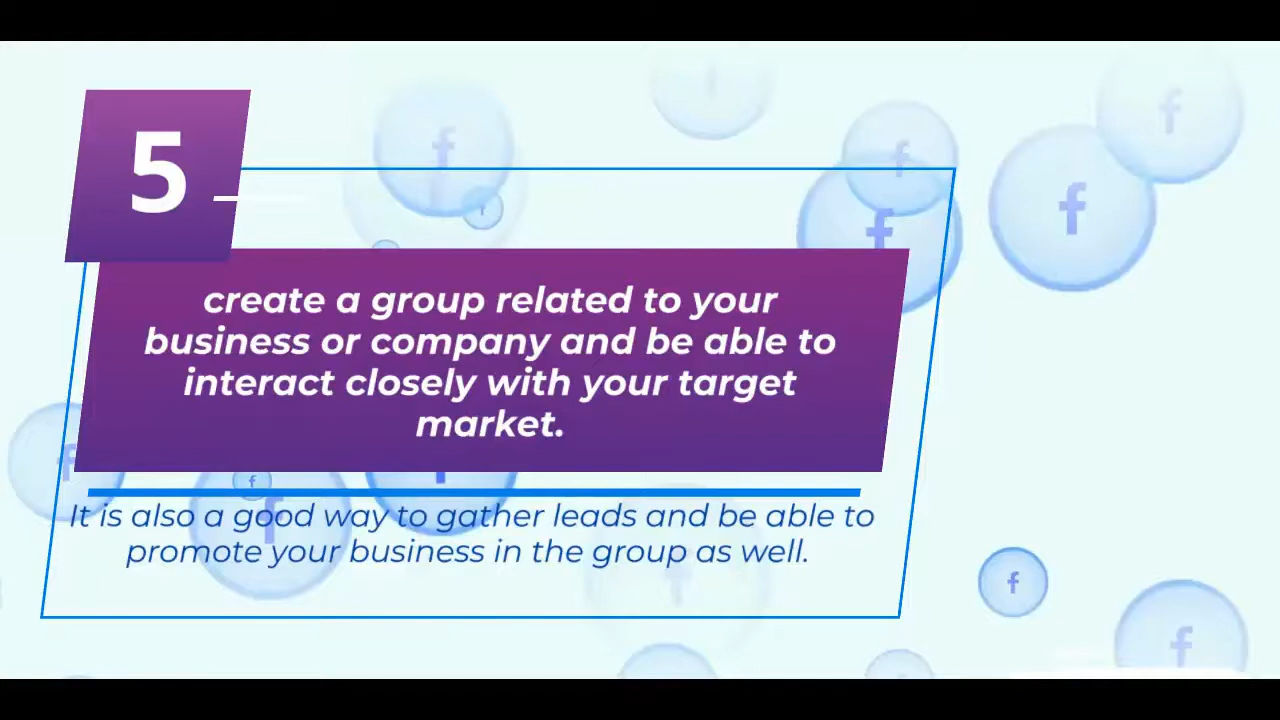 5
create a group related to your
business or company and be able to
interact closely with your target
market.
It is also a good way to gather leads and be able to
promote your business in the group as well.